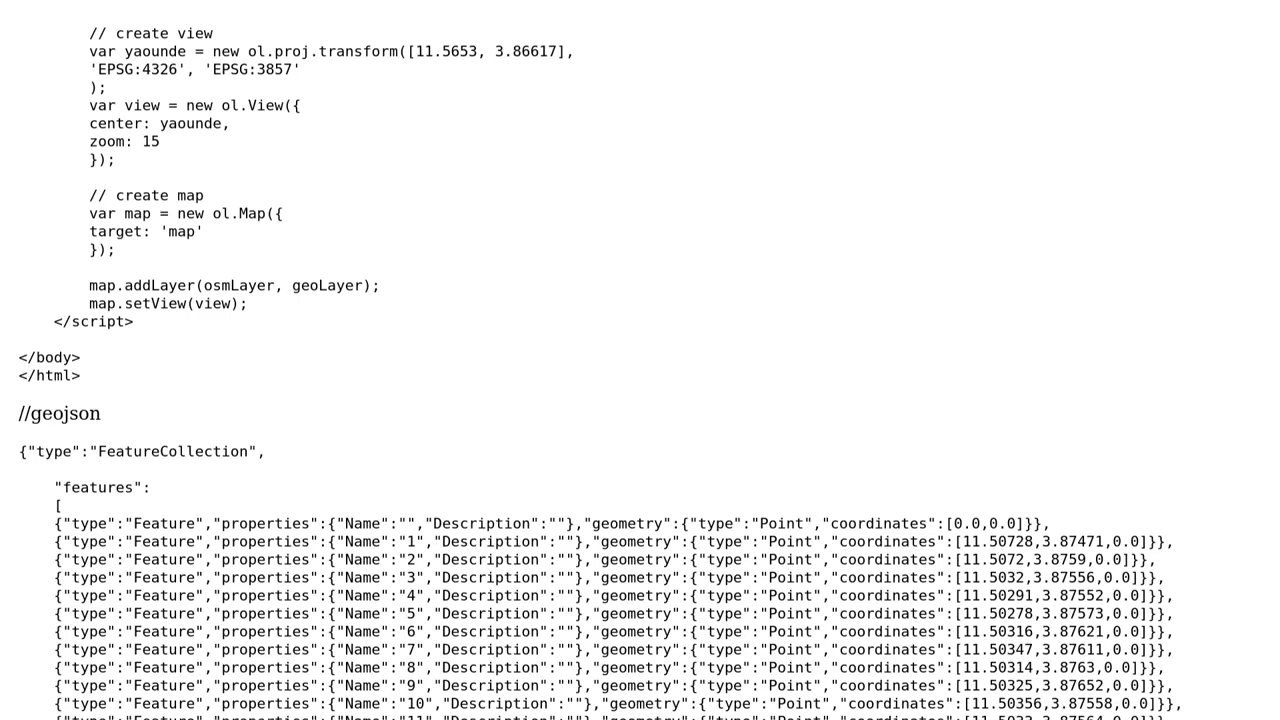 // create view
var yaounde = new ol.proj.transform([11.5653, 3.86617],
'EPSG:4326', 'EPSG:3857'
);
var view = new ol.View({
center: yaounde,
zoom: 15
});
// create map
var map = new ol.Map({
target: 'map'
});
map.addLayer(osmLayer, geoLayer);
map.setView(view);
</script>
</body>
</html>
//geojson
{"type":"FeatureCollection",
"features":
[
{"type":"Feature","properties":{"Name":"","Description":""},"geometry":{"type":"Point","coordinates":[0.0,0.0]}},
{"type":"Feature","properties":{"Name":"1","Description":""},"geometry":{"type":"Point","coordinates":[11.50728,3.87471,0.0]}},
{"type":"Feature","properties":{"Name":"2","Description":""},"geometry":{"type":"Point","coordinates":[11.5072,3.8759,0.0]}},
{"type":"Feature","properties":{"Name":"3","Description":""},"geometry":{"type":"Point","coordinates":[11.5032,3.87556,0.0]}},
{"type":"Feature","properties":{"Name":"4","Description":""},"geometry":{"type":"Point","coordinates":[11.50291,3.87552,0.0]}},
{"type":"Feature","properties":{"Name":"5","Description":""},"geometry":{"type":"Point","coordinates":[11.50278,3.87573,0.0]}},
{"type":"Feature","properties":{"Name":"6","Description":""},"geometry":{"type":"Point","coordinates":[11.50316,3.87621,0.0]}},
{"type":"Feature","properties":{"Name":"7","Description":""},"geometry":{"type":"Point","coordinates":[11.50347,3.87611,0.0]}},
{"type":"Feature","properties":{"Name":"8","Description":""},"geometry":{"type":"Point","coordinates":[11.50314,3.8763,0.0]}},
{"type":"Feature","properties":{"Name":"9","Description":""},"geometry":{"type":"Point","coordinates":[11.50325,3.87652,0.0]}},
{"type":"Feature","properties":{"Name":"10","Description":""},"geometry":{"type":"Point","coordinates":[11.50356,3.87558,0.0]}},